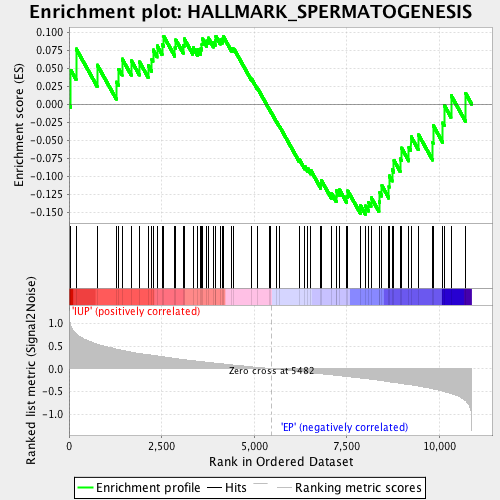 Enrichment plot: HALLMARK_SPERMATOGENESIS
Enrichment score (ES)
0.100
0.075
0.050
0.025
0.000
-0.025
-0.050
-0.075
-0.100
-0.125
-0.150
'IUP' (positively correlated)
Ranked list metric (Signal2Noise)
1.0
0.5
0.0
-0.5
-1.0
Zero cross at 5482
'EP' (negatively correlated)
0
2,500
5,000
7,500
10,000
Rank in Ordered Dataset
Enrichment profile
Hits
Ranking metric scores